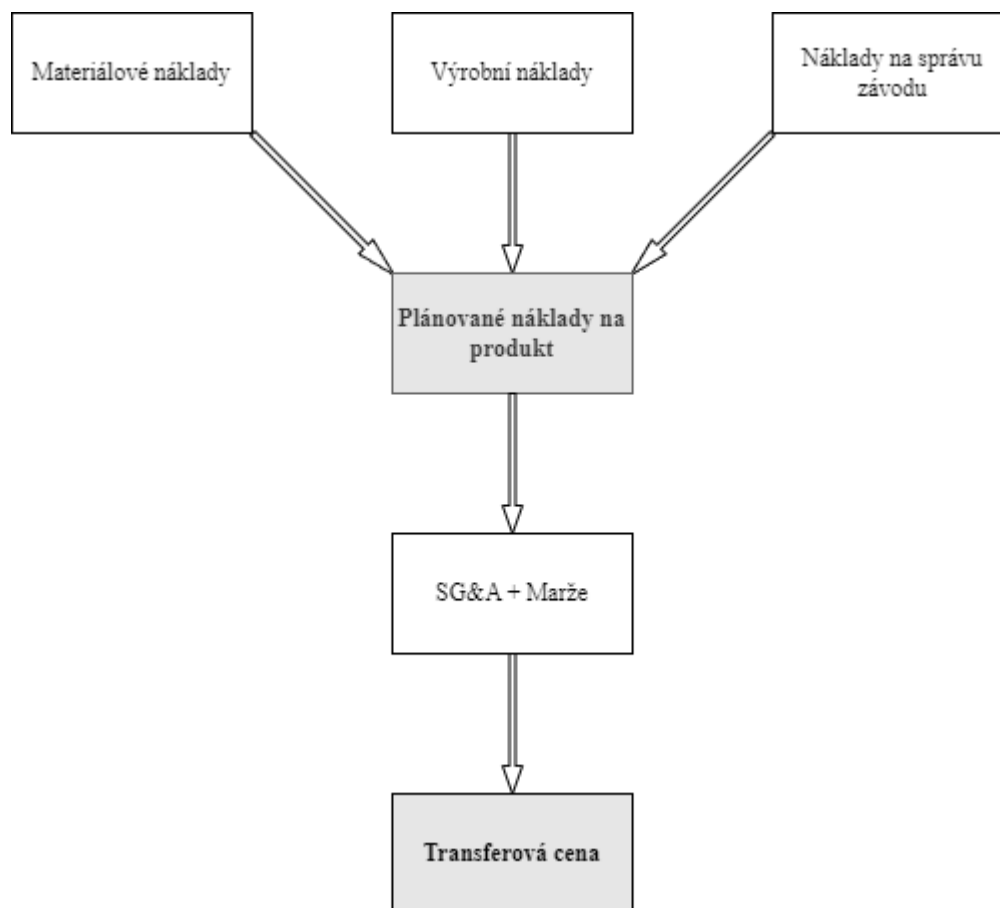 Materiálové náklady
Výrobní náklady
Náklady na správu
závodu
Plánované náklady na
produkt
SG&A + Marže
Transferová cena